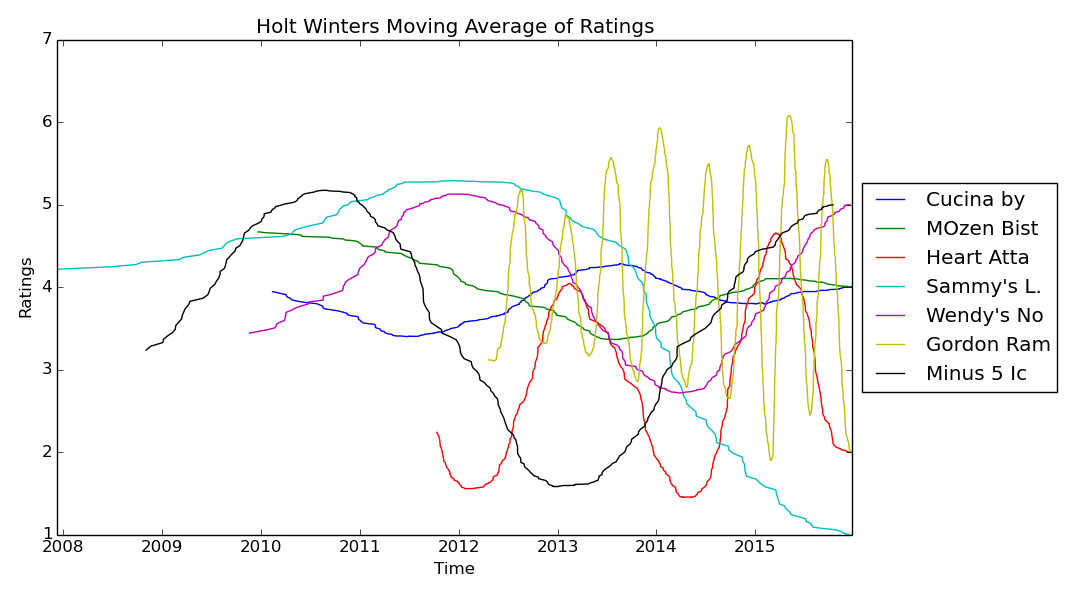 Holt Winters Moving Average of Ratings
7
6
5
4
3
2
1
Ratings
2008 2009 2010 2011 2012 2013 2014 2015
Time
Cucina by
MOzen Bist
Heart Atta
Sammy's L.
Wendy's No
Gordon Ram
Minus 5 Ic